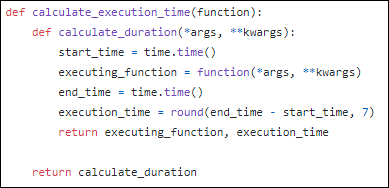 def calculate_execution_time(function):
    def calculate_duration(*args, **kwargs):
        start_time = time.time()
        executing_function = function(*args, **kwargs)
        end_time = time.time()
        execution_time = round(end_time - start_time, 7)
        return executing_function, execution_time

    return calculate_duration